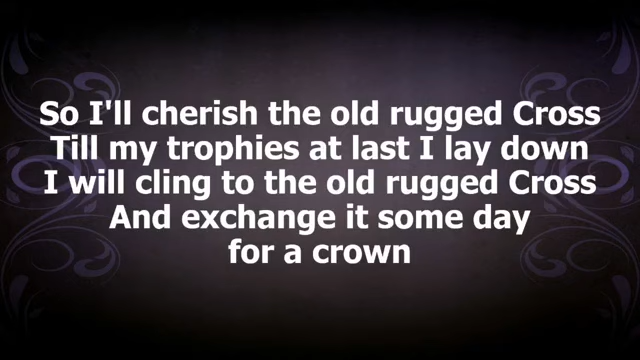 So I'll cherish the old rugged Cross
Till my trophies at last I lay down
I will cling to the old rugged Cross
And exchange it some day
for a crown